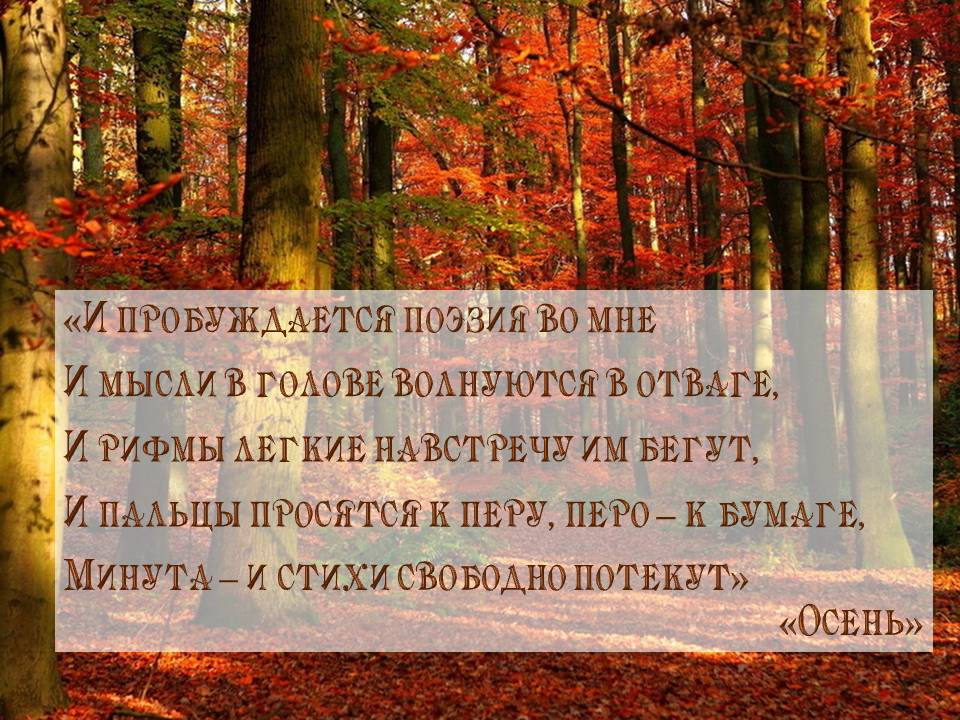 «И пробуждается поэзия во мне
И мысли в голове волнуются в отваге,
И рифмы легкие навстречу им бегут,
И пальцы просятся к перу, перо – к бумаге,
Минута – и стихи свободно потекут»
«Осень»